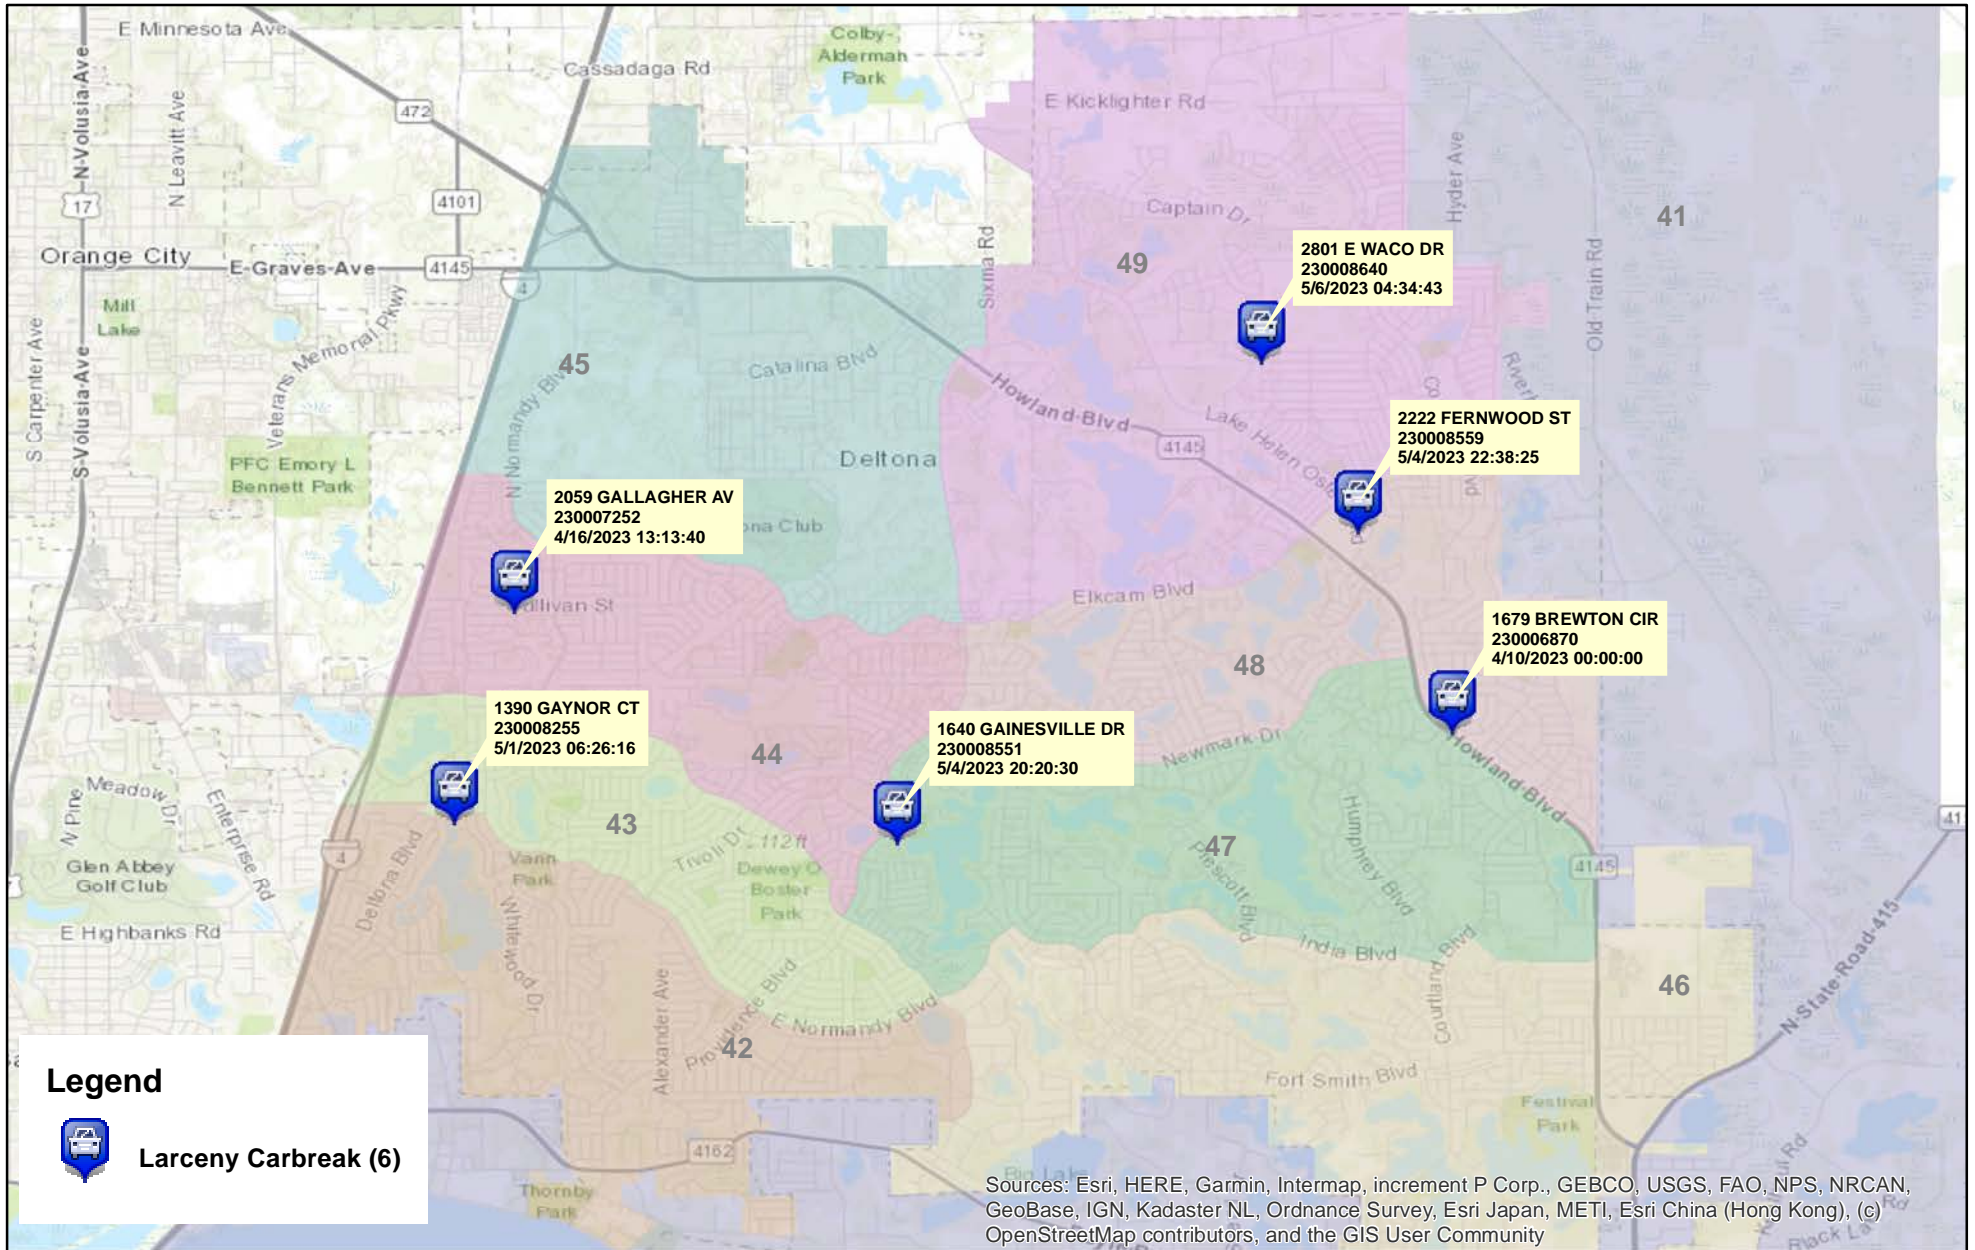 E Minnesota Ave
N-Volusia-Ave
N Leavitt Ave
472
Cassadaga Rd
Colby-
Alderman
Park
E Kicklighter Rd
Hyder Ave
17
4101
Captain Dr
41
Orange City
E-Graves-Ave
4145
4
Sixma Rd
49
2801 E WACO DR
230008640
5/6/2023 04:34:43
Old Train Rd
Mill
Lake
S Carpenter Ave
S-Volusia-Ave
Veterans Memorial Pkwy
N Normandy Blvd
45
Catalina Blvd
Howland-Blvd
4145
Lake Helen
2222 FERNWOOD ST
230008559
5/4/2023 22:38:25
Deltona
PFC Emory L
Bennett Park
2059 GALLAGHER AV
230007252
4/16/2023 13:13:40
Club
Elkcam Blvd
1679 BREWTON CIR
230006870
4/10/2023 00:00:00
48
1390 GAYNOR CT
230008255
5/1/2023 06:26:16
44
1640 GAINESVILLE DR
230008551
5/4/2023 20:20:30
Newmark Dr
Howland-Blvd
N Pine
Meadow Dr
Enterprise Rd
4
Deltona Blvd
43
Tivoli Dr
112ft
Vann
Park
Dewey O
Boster
Park
47
Prescott Blvd
Humphrey Blvd
4145
Glen Abbey
Golf Club
E Highbanks Rd
Whitewood Dr
India Blvd
Courtland Blvd
46
N-State-Road-415
Alexander Ave
Providence Blvd
E Normandy Blvd
42
Fort Smith Blvd
Festival
Park
4162
Thornby
Park
Big Lake
Legend
Larceny Carbreak (6)
Sources: Esri, HERE, Garmin, Intermap, increment P Corp., GEBCO, USGS, FAO, NPS, NRCAN,
GeoBase, IGN, Kadaster NL, Ordnance Survey, Esri Japan, METI, Esri China (Hong Kong), (c)
OpenStreetMap contributors, and the GIS User Community